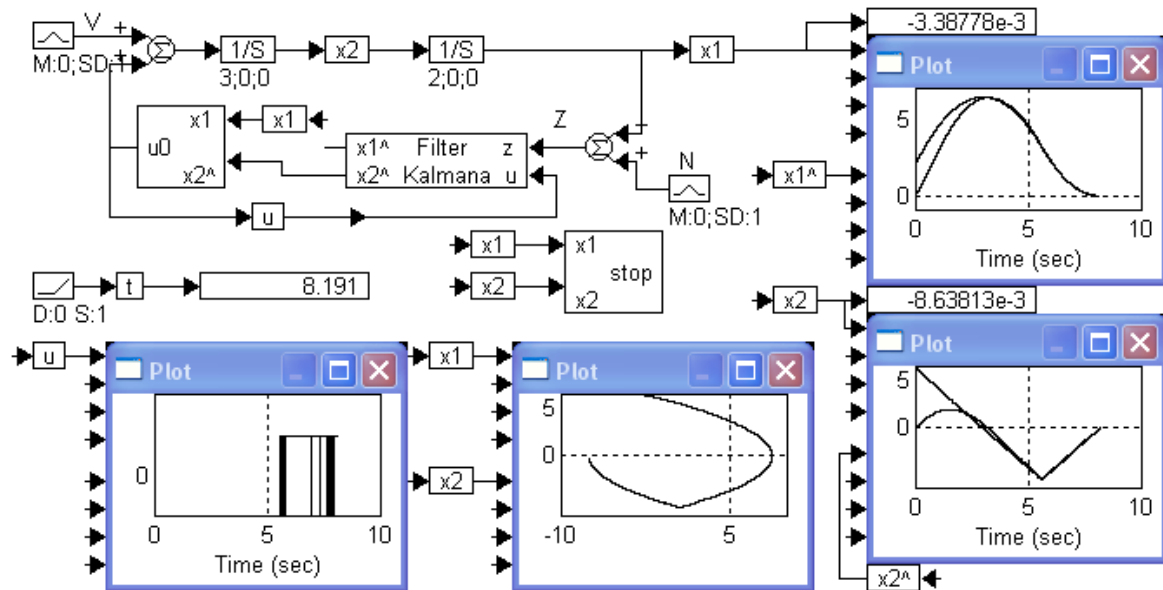 V + -3.38778e-3
Σ 1/S x2 1/S x1 Plot
M:0;SD:1 + 3;0;0 2;0;0
5
x1 x1 Z +
u0 x1^ Filter z Σ 0
x2^ x2^ Kalmana u + N 0 5 10
x1^ Time (sec)
u M:0;SD:1
x1 x1
t 8.191 stop x2 -8.63813e-3
D:0 S:1 x2 x2 Plot
u Plot x1 Plot 5
5 0
0 x2 0
0 5 10
0 5 10 -10 5 Time (sec)
Time (sec) x2^